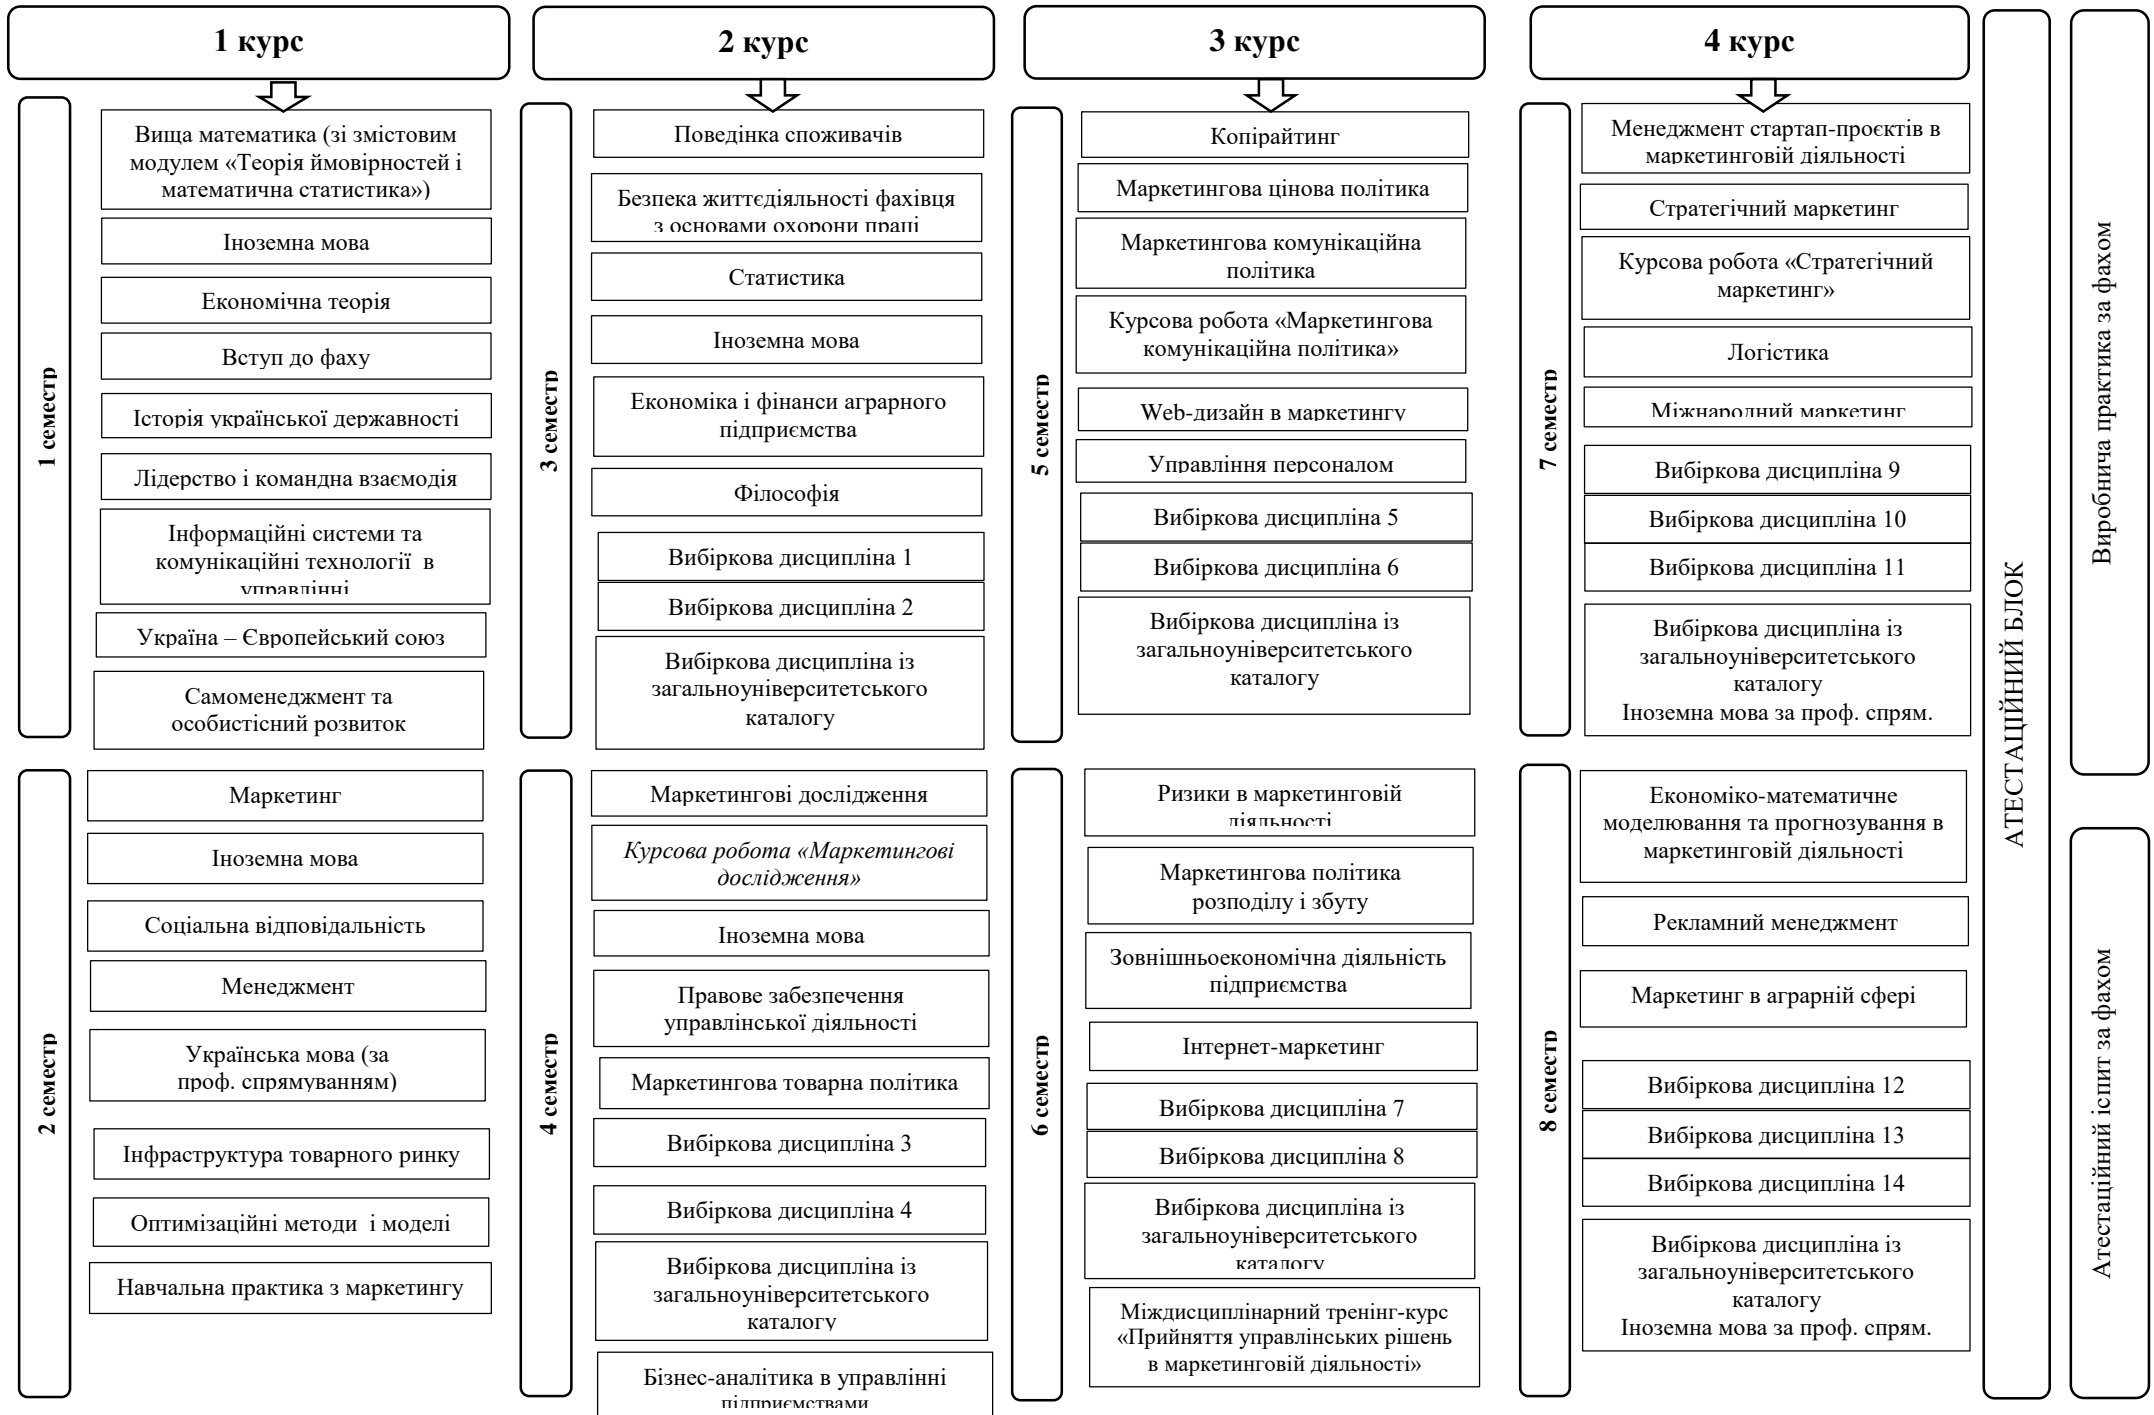 1 курс
2 курс
3 курс
4 курс
1 семестр
Вища математика (зі змістовим
модулем «Теорія ймовірностей і
математична статистика»)
Іноземна мова
Економічна теорія
Вступ до фаху
Історія української державності
Лідерство і командна взаємодія
Інформаційні системи та
комунікаційні технології в
управлінні
Україна – Європейський союз
Самоменеджмент та
особистісний розвиток
2 семестр
Маркетинг
Іноземна мова
Соціальна відповідальність
Менеджмент
Українська мова (за
проф. спрямуванням)
Інфраструктура товарного ринку
Оптимізаційні методи і моделі
Навчальна практика з маркетингу
3 семестр
Поведінка споживачів
Безпека життєдіяльності фахівця
з основами охорони праці
Статистика
Іноземна мова
Економіка і фінанси аграрного
підприємства
Філософія
Вибіркова дисципліна 1
Вибіркова дисципліна 2
Вибіркова дисципліна із
загальноуніверситетського
каталогу
4 семестр
Маркетингові дослідження
Курсова робота «Маркетингові
дослідження»
Іноземна мова
Правове забезпечення
управлінської діяльності
Маркетингова товарна політика
Вибіркова дисципліна 3
Вибіркова дисципліна 4
Вибіркова дисципліна із
загальноуніверситетського
каталогу
Бізнес-аналітика в управлінні
підприємствами
5 семестр
Копірайтинг
Маркетингова цінова політика
Маркетингова комунікаційна
політика
Курсова робота «Маркетингова
комунікаційна політика»
Web-дизайн в маркетингу
Управління персоналом
Вибіркова дисципліна 5
Вибіркова дисципліна 6
Вибіркова дисципліна із
загальноуніверситетського
каталогу
6 семестр
Ризики в маркетинговій
діяльності
Маркетингова політика
розподілу і збуту
Зовнішньоекономічна діяльність
підприємства
Інтернет-маркетинг
Вибіркова дисципліна 7
Вибіркова дисципліна 8
Вибіркова дисципліна із
загальноуніверситетського
каталогу
Міждисциплінарний тренінг-курс
«Прийняття управлінських рішень
в маркетинговій діяльності»
7 семестр
Менеджмент стартап-проєктів в
маркетинговій діяльності
Стратегічний маркетинг
Курсова робота «Стратегічний
маркетинг»
Логістика
Міжнародний маркетинг
Вибіркова дисципліна 9
Вибіркова дисципліна 10
Вибіркова дисципліна 11
Вибіркова дисципліна із
загальноуніверситетського
каталогу
Іноземна мова за проф. спрям.
8 семестр
Економіко-математичне
моделювання та прогнозування в
маркетинговій діяльності
Рекламний менеджмент
Маркетинг в аграрній сфері
Вибіркова дисципліна 12
Вибіркова дисципліна 13
Вибіркова дисципліна 14
Вибіркова дисципліна із
загальноуніверситетського
каталогу
Іноземна мова за проф. спрям.
АТЕСТАЦІЙНИЙ БЛОК
Виробнича практика за фахом
Атестаційний іспит за фахом